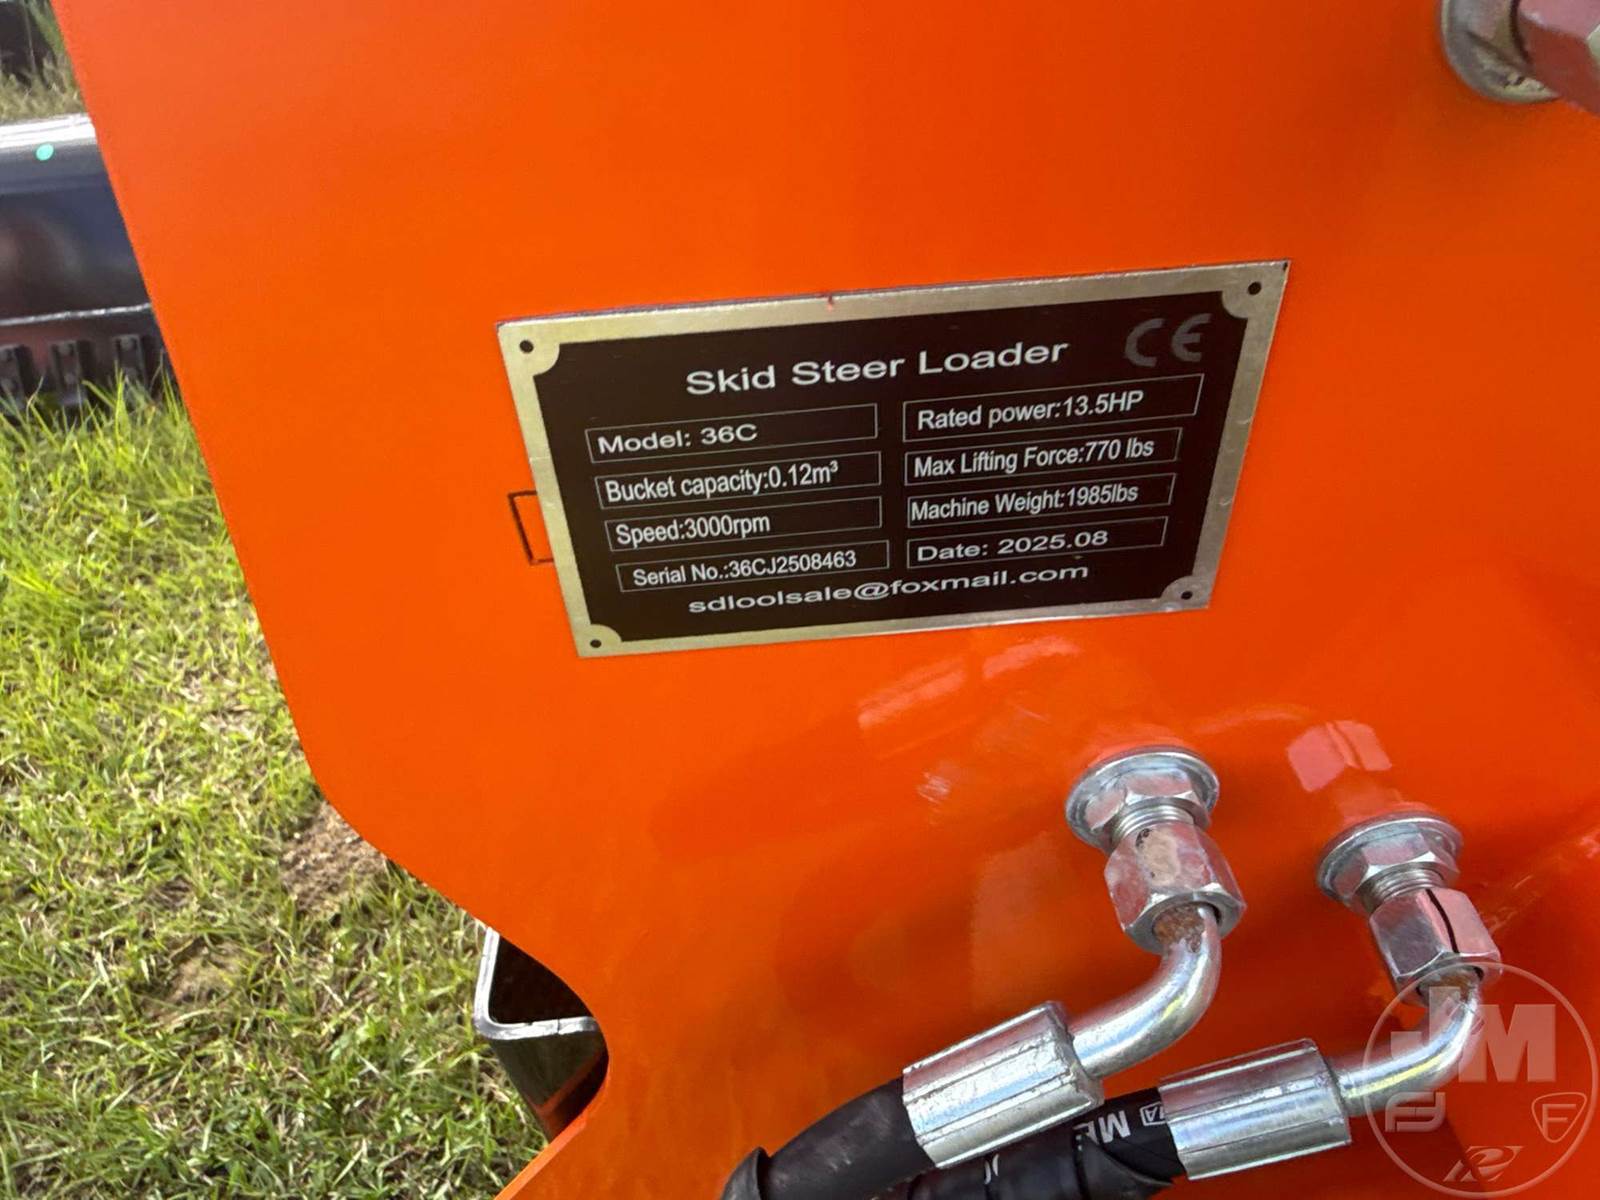 CE
Skid Steer Loader
Model: 36C
Rated power:13.5HP
Bucket capacity:0.12m³
Max Lifting Force:770 lbs
Speed:3000rpm
Machine Weight:1985lbs
Serial No.:36CJ2508463
Date: 2025.08
sdloolsale@foxmail.com
JM